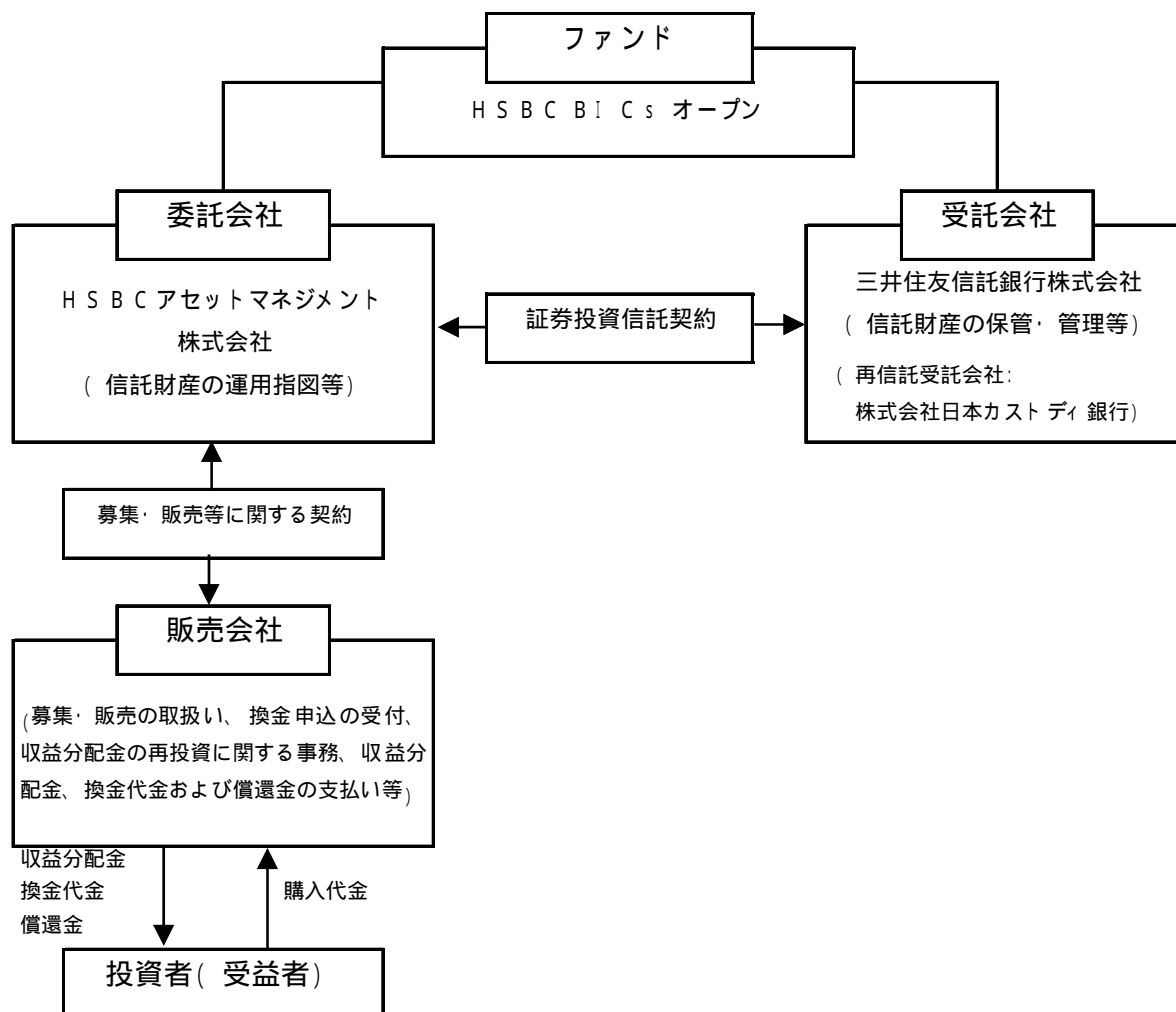 ファンド
HSBC BICs オープン
委託会社
HSBCアセットマネジメント
株式会社
(信託財産の運用指図等)
証券投資信託契約
受託会社
三井住友信託銀行株式会社
(信託財産の保管・管理等)
(再信託受託会社:
株式会社日本カストディ銀行)
募集・販売等に関する契約
販売会社
(募集・販売の取扱い、換金申込の受付、
収益分配金の再投資に関する事務、収益分
配金、換金代金および償還金の支払い等)
収益分配金
換金代金
償還金
購入代金
投資者(受益者)